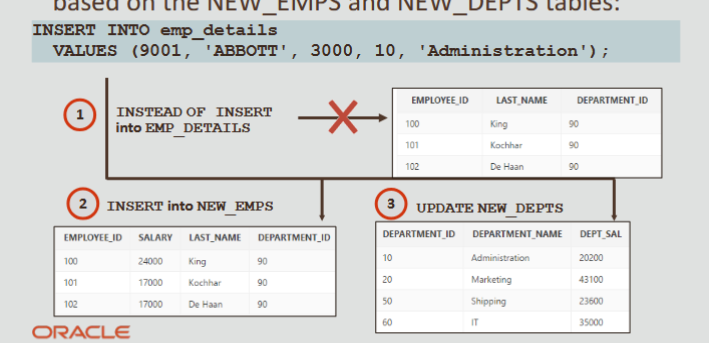 based on the NEW_EMPS and NEW_DEPTS tables:
INSERT INTO emp_details
VALUES (9001, 'ABBOTT', 3000, 10, 'Administration');
1
INSTEAD OF INSERT
into EMP_DETAILS
EMPLOYEE_ID LAST_NAME DEPARTMENT_ID
100 King 90
101 Kochhar 90
102 De Haan 90
2 INSERT into NEW_EMPS
EMPLOYEE_ID SALARY LAST_NAME DEPARTMENT_ID
100 24000 King 90
101 17000 Kochhar 90
102 17000 De Haan 90
3 UPDATE NEW_DEPTS
DEPARTMENT_ID DEPARTMENT_NAME DEPT_SAL
10 Administration 20200
20 Marketing 43100
50 Shipping 23600
60 IT 35000
ORACLE